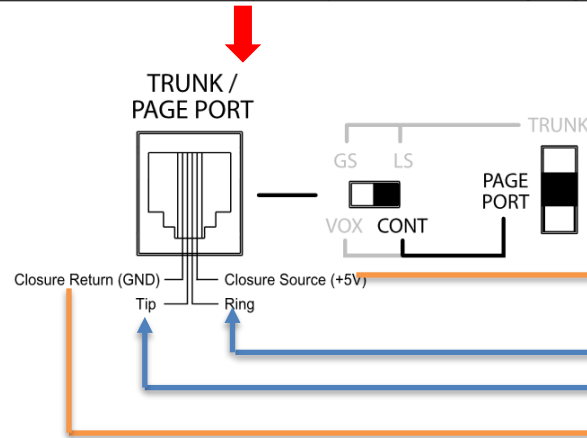 TRUNK /
PAGE PORT
TRUNK
GS LS
PAGE
PORT
VOX CONT
Closure Return (GND) Closure Source (+5V)
Tip Ring